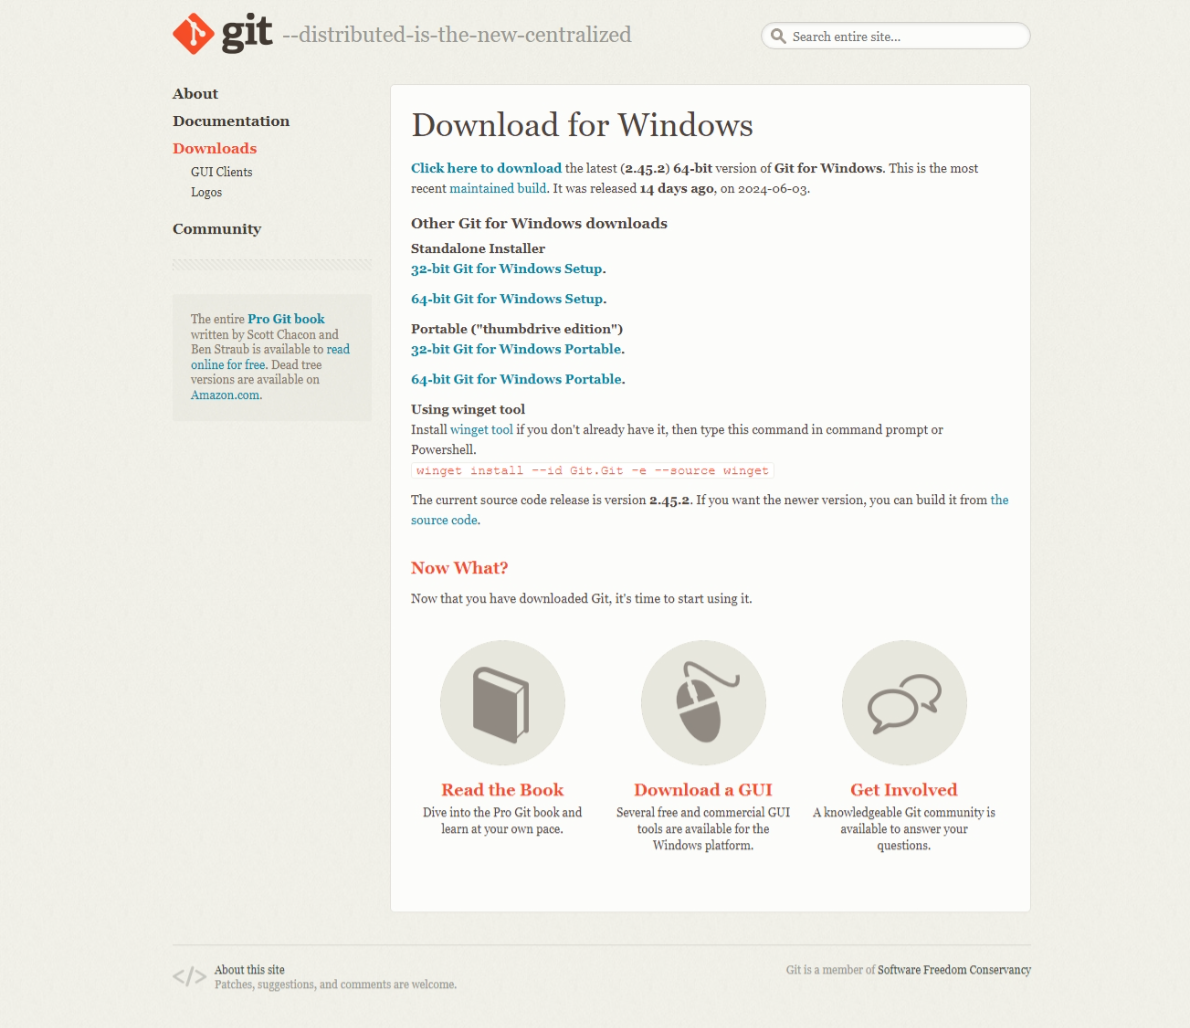 git --distributed-is-the-new-centralized
Search entire site...
About
Documentation
Downloads
GUI Clients
Logos
Community
The entire Pro Git book
written by Scott Chacon and
Ben Straub is available to read
online for free. Dead tree
versions are available on
Amazon.com.
Download for Windows
Click here to download the latest (2.45.2) 64-bit version of Git for Windows. This is the most
recent maintained build. It was released 14 days ago, on 2024-06-03.
Other Git for Windows downloads
Standalone Installer
32-bit Git for Windows Setup.
64-bit Git for Windows Setup.
Portable ("thumbdrive edition")
32-bit Git for Windows Portable.
64-bit Git for Windows Portable.
Using winget tool
Install winget tool if you don't already have it, then type this command in command prompt or
Powershell.
winget install --id Git.Git -e --source winget
The current source code release is version 2.45.2. If you want the newer version, you can build it from the
source code.
Now What?
Now that you have downloaded Git, it's time to start using it.
Read the Book
Dive into the Pro Git book and
learn at your own pace.
Download a GUI
Several free and commercial GUI
tools are available for the
Windows platform.
Get Involved
A knowledgeable Git community is
available to answer your
questions.
</> About this site
Patches, suggestions, and comments are welcome.
Git is a member of Software Freedom Conservancy